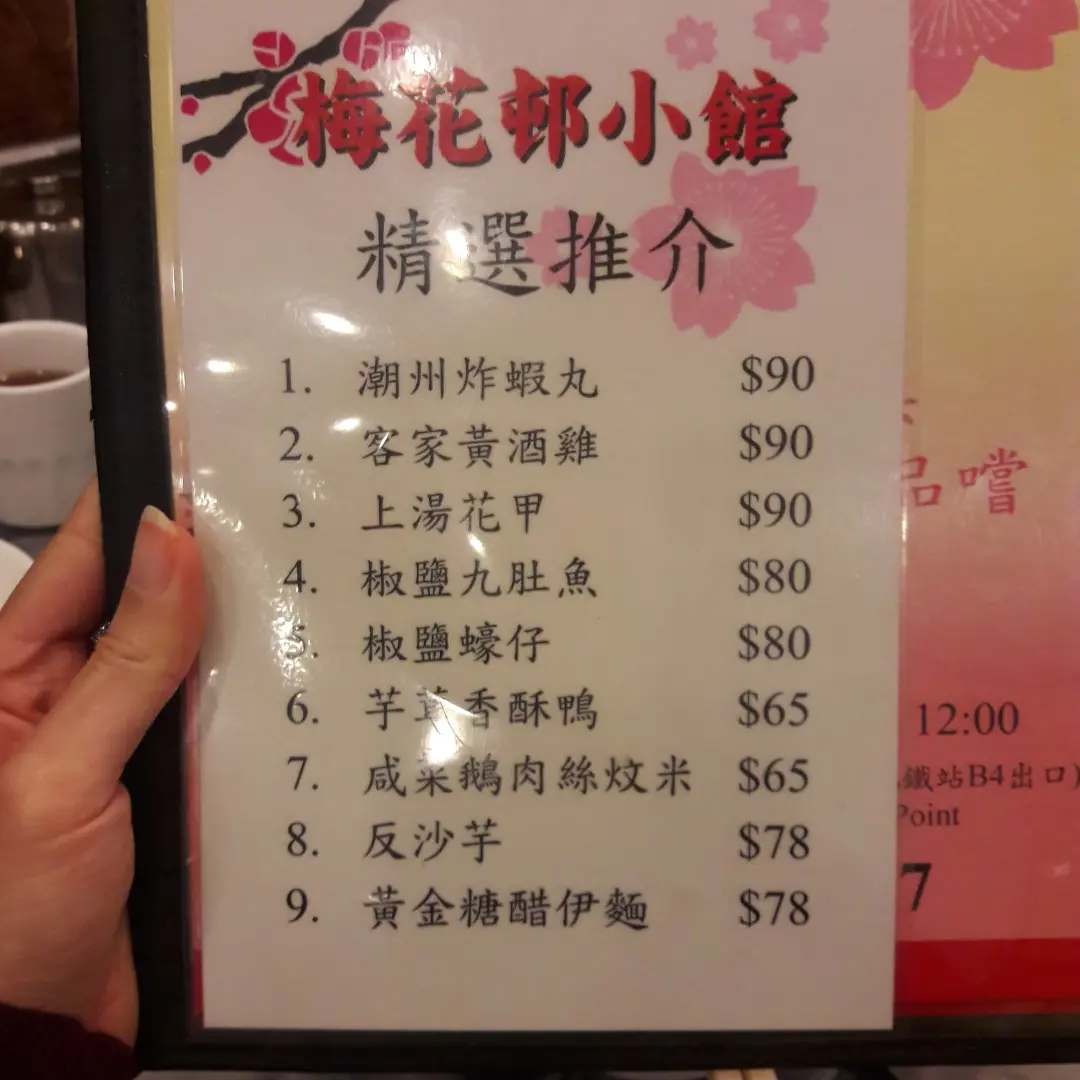 梅花邨小館
精選推介
1. 潮州炸蝦丸 $90
2. 客家黃酒雞 $90
3. 上湯花甲 $90
4. 椒鹽九肚魚 $80
5. 椒鹽蠔仔 $80
6. 芋茸香酥鴨 $65
7. 咸菜鵝肉絲炆米 $65
8. 反沙芋 $78
9. 黃金糖醋伊麵 $78
品嚐
12:00
鐵站B4出口)
Point
7